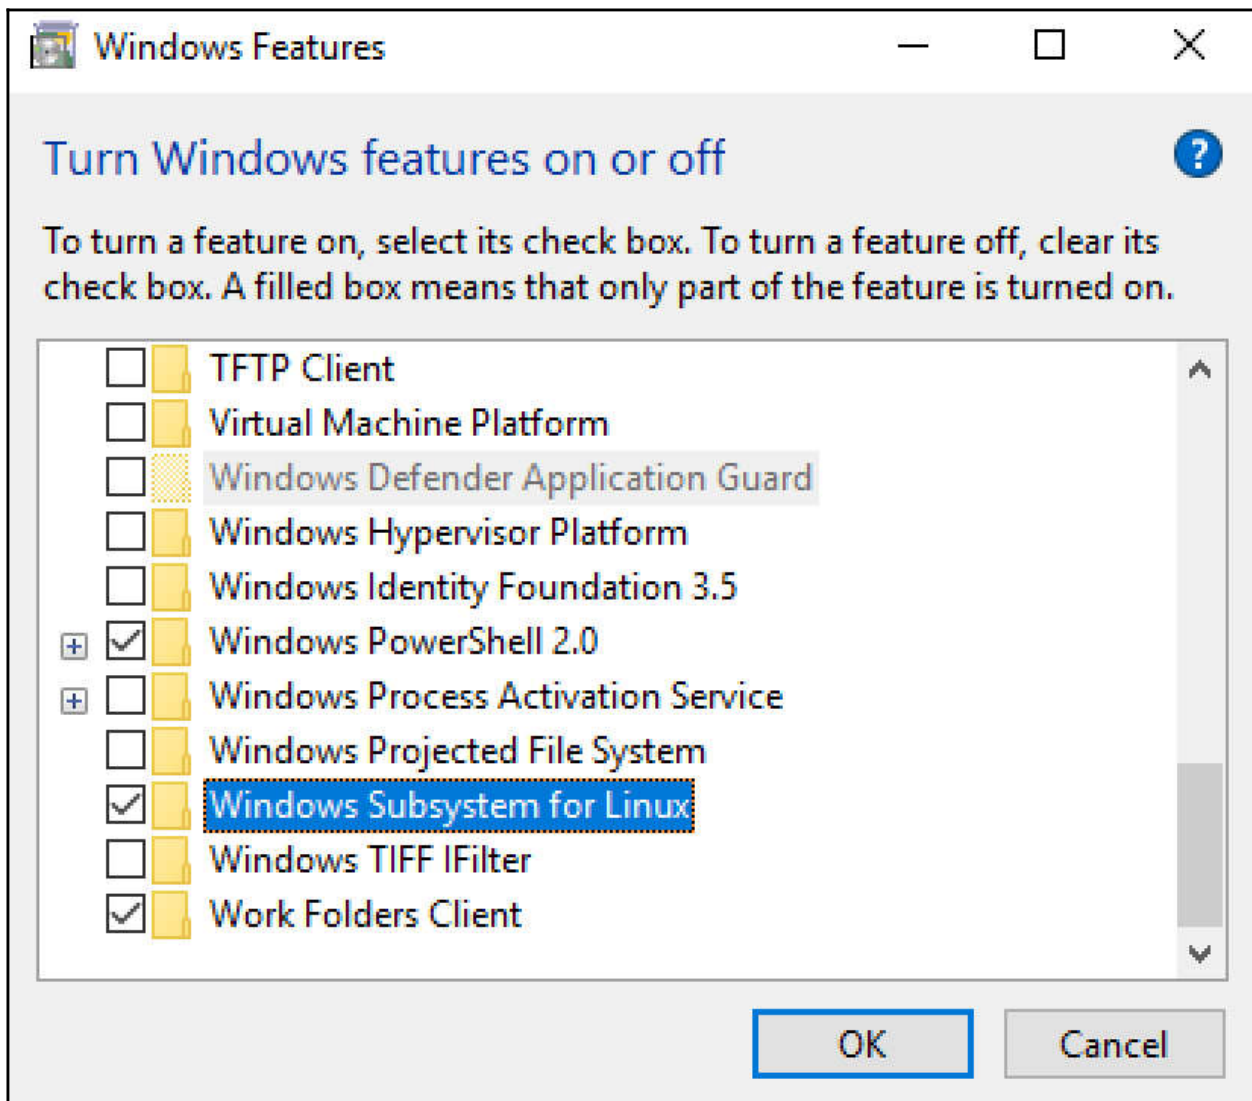 Windows Features
Turn Windows features on or off
To turn a feature on, select its check box. To turn a feature off, clear its
check box. A filled box means that only part of the feature is turned on.
TFTP Client
Virtual Machine Platform
Windows Defender Application Guard
Windows Hypervisor Platform
Windows Identity Foundation 3.5
Windows PowerShell 2.0
Windows Process Activation Service
Windows Projected File System
Windows Subsystem for Linux
Windows TIFF IFilter
Work Folders Client
OK Cancel